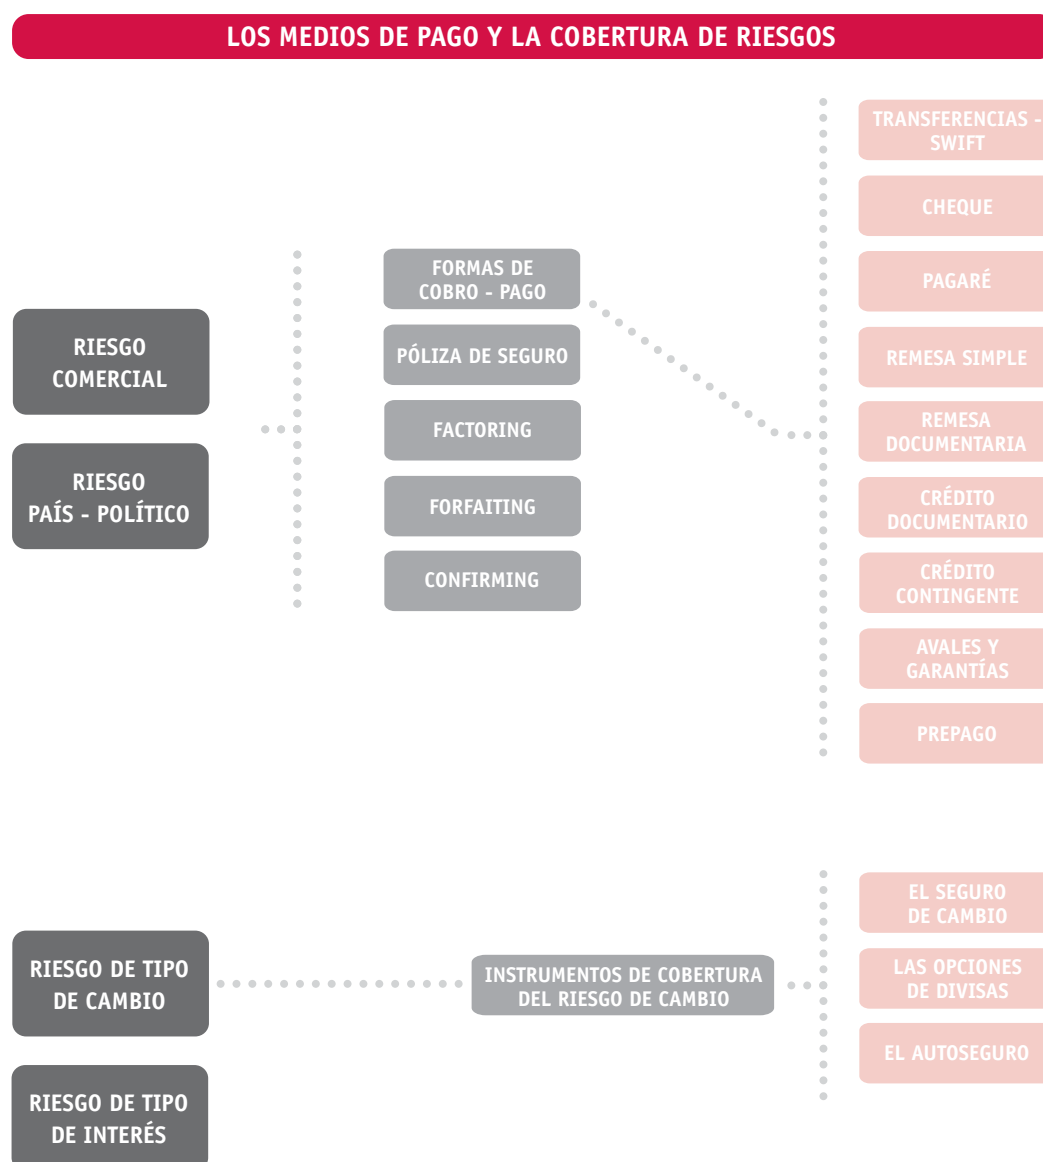 LOS MEDIOS DE PAGO Y LA COBERTURA DE RIESGOS
RIESGO
COMERCIAL
RIESGO
PAÍS - POLÍTICO
FORMAS DE
COBRO - PAGO
PÓLIZA DE SEGURO
FACTORING
FORFAITING
CONFIRMING
TRANSFERENCIAS -
SWIFT
CHEQUE
PAGARÉ
REMESA SIMPLE
REMESA
DOCUMENTARIA
CRÉDITO
DOCUMENTARIO
CRÉDITO
CONTINGENTE
AVALES Y
GARANTÍAS
PREPAGO
RIESGO DE TIPO
DE CAMBIO
INSTRUMENTOS DE COBERTURA
DEL RIESGO DE CAMBIO
EL SEGURO
DE CAMBIO
LAS OPCIONES
DE DIVISAS
EL AUTOSEGURO
RIESGO DE TIPO
DE INTERÉS